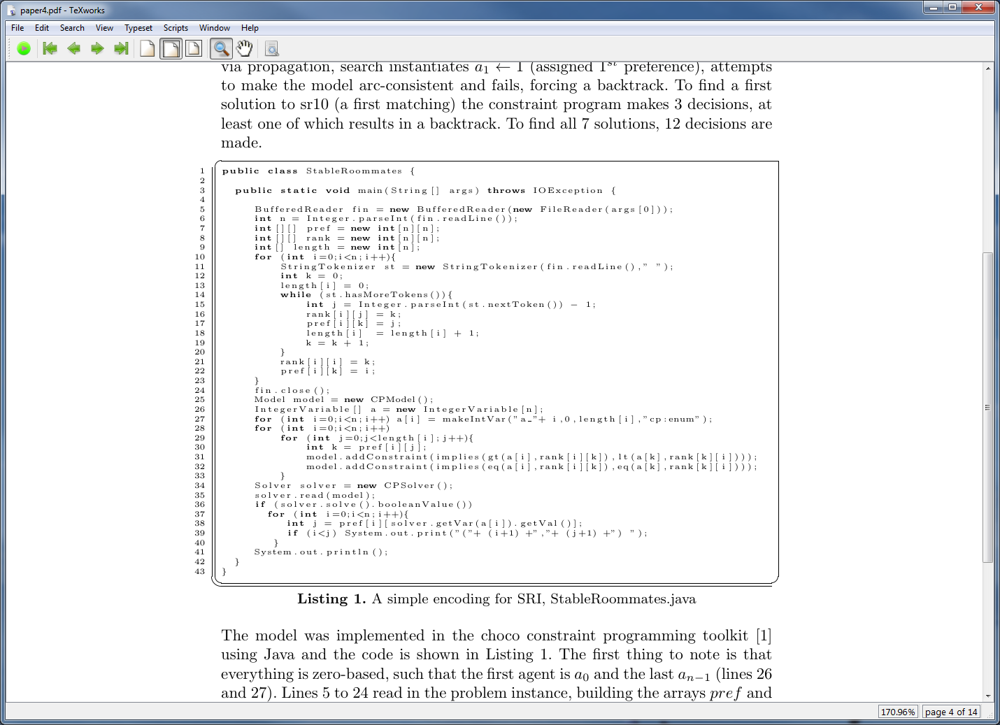 paper4.pdf - TeXworks
File Edit Search View Typeset Scripts Window Help
via propagation, search instantiates a1 ← 1 (assigned 1st preference), attempts
to make the model arc-consistent and fails, forcing a backtrack. To find a first
solution to sr10 (a first matching) the constraint program makes 3 decisions, at
least one of which results in a backtrack. To find all 7 solutions, 12 decisions are
made.
1 public class StableRoommates {
2
3 public static void main(String[] args) throws IOException {
4
5 BufferedReader fin = new BufferedReader(new FileReader(args[0]));
6 int n = Integer.parseInt(fin.readLine());
7 int[][] pref = new int[n][n];
8 int[][] rank = new int[n][n];
9 int[] length = new int[n];
10 for (int i=0;i<n;i++){
11 StringTokenizer st = new StringTokenizer(fin.readLine()," ");
12 int k = 0;
13 length[i] = 0;
14 while (st.hasMoreTokens()){
15 int j = Integer.parseInt(st.nextToken()) - 1;
16 rank[i][j] = k;
17 pref[i][k] = j;
18 length[i] = length[i] + 1;
19 k = k + 1;
20 }
21 rank[i][i] = k;
22 pref[i][k] = i;
23 }
24 fin.close();
25 Model model = new CPModel();
26 IntegerVariable[] a = new IntegerVariable[n];
27 for (int i=0;i<n;i++) a[i] = makeIntVar("a_"+ i,0,length[i],"cp:enum");
28 for (int i=0;i<n;i++)
29 for (int j=0;j<length[i];j++){
30 int k = pref[i][j];
31 model.addConstraint(implies(gt(a[i],rank[i][k]),lt(a[k],rank[k][i])));
32 model.addConstraint(implies(eq(a[i],rank[i][k]),eq(a[k],rank[k][i])));
33 }
34 Solver solver = new CPSolver();
35 solver.read(model);
36 if (solver.solve().booleanValue())
37 for (int i=0;i<n;i++){
38 int j = pref[i][solver.getVar(a[i]).getVal()];
39 if (i<j) System.out.print("("+ (i+1) +","+ (j+1) +") ");
40 }
41 System.out.println();
42 }
43 }
Listing 1. A simple encoding for SRI, StableRoommates.java
The model was implemented in the choco constraint programming toolkit [1]
using Java and the code is shown in Listing 1. The first thing to note is that
everything is zero-based, such that the first agent is a0 and the last an−1 (lines 26
and 27). Lines 5 to 24 read in the problem instance, building the arrays pref and
170.96% page 4 of 14